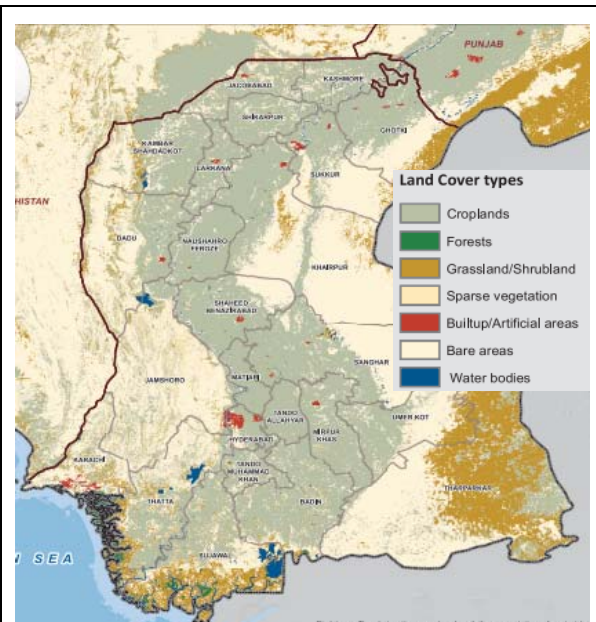 PUNJAB
KASHMORE
JACOBABAD
SHIKARPUR
GHOTKI
KAMBAR
SHAHDADKOT
LARKANA
SUKKUR
HISTAN
Land Cover types
Croplands
Forests
Grassland/Shrubland
Sparse vegetation
Builtup/Artificial areas
Bare areas
Water bodies
DADU
NAUSHAHRO
FEROZE
KHAIRPUR
SHAHEED
BENAZIRABAD
SANGHAR
JAMSHORO
MATIARI
TANDO
ALLAHYAR
UMER KOT
HYDERABAD
MIRPUR
KHAS
KARACHI
TANDO
MUHAMMAD
KHAN
THARPARKAR
THATTA
BADIN
SUJAWAL
N SEA